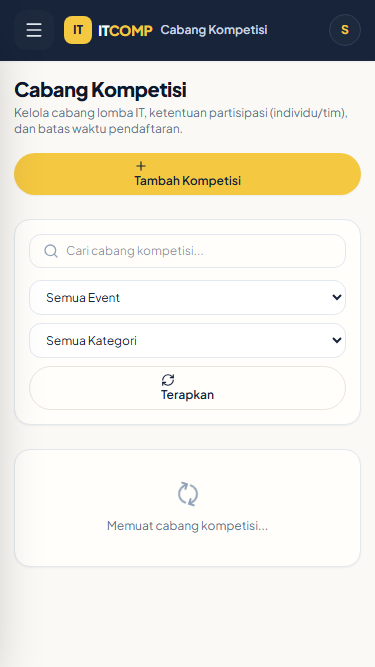 IT ITCOMP Cabang Kompetisi S
Cabang Kompetisi
Kelola cabang lomba IT, ketentuan partisipasi (individu/tim),
dan batas waktu pendaftaran.
Tambah Kompetisi
Cari cabang kompetisi...
Semua Event
Semua Kategori
Terapkan
Memuat cabang kompetisi...